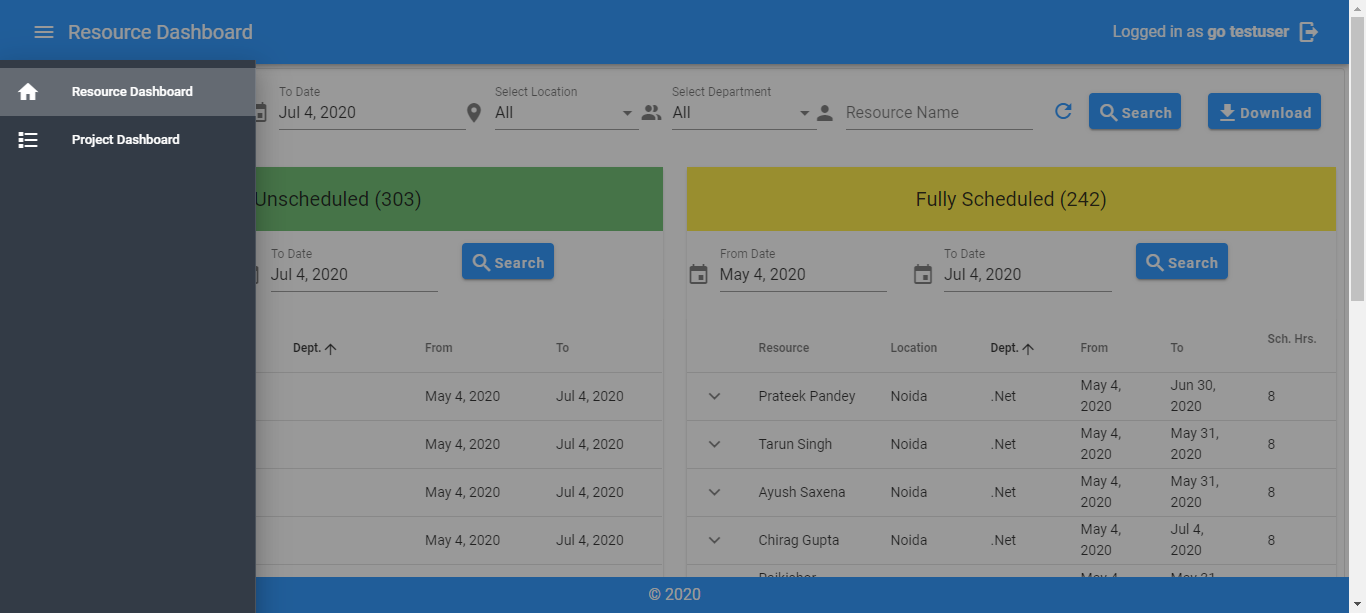 Resource Dashboard
Logged in as go testuser
Resource Dashboard
Project Dashboard
To Date
Jul 4, 2020
Select Location
All
Select Department
All
Resource Name
Search
Download
Unscheduled (303)
To Date
Jul 4, 2020
Search
Dept. From To
May 4, 2020 Jul 4, 2020
May 4, 2020 Jul 4, 2020
May 4, 2020 Jul 4, 2020
May 4, 2020 Jul 4, 2020
Fully Scheduled (242)
From Date
May 4, 2020
To Date
Jul 4, 2020
Search
Resource Location Dept. From To Sch. Hrs.
Prateek Pandey Noida .Net May 4, 2020 Jun 30, 2020 8
Tarun Singh Noida .Net May 4, 2020 May 31, 2020 8
Ayush Saxena Noida .Net May 4, 2020 May 31, 2020 8
Chirag Gupta Noida .Net May 4, 2020 Jul 4, 2020 8
May 4, May 31,
© 2020